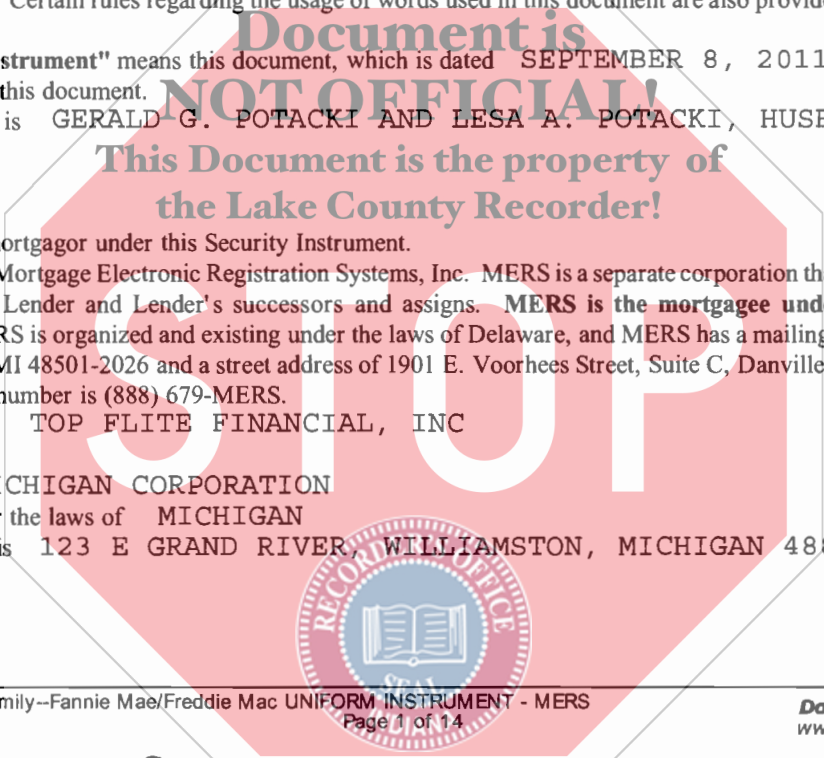 Certain rules regarding the usage of words used in this document are also provide
Document is
strument" means this document, which is dated SEPTEMBER 8, 2011
this document.
NOT OFFICIAL!
is GERALD G. POTACKI AND LESA A. POTACKI, HUSB
This Document is the property of
the Lake County Recorder!
ortgagor under this Security Instrument.
Mortgage Electronic Registration Systems, Inc. MERS is a separate corporation th
Lender and Lender's successors and assigns. MERS is the mortgagee und
RS is organized and existing under the laws of Delaware, and MERS has a mailing
MI 48501-2026 and a street address of 1901 E. Voorhees Street, Suite C, Danville
number is (888) 679-MERS.
STOP
TOP FLITE FINANCIAL, INC
ICHIGAN CORPORATION
the laws of MICHIGAN
is 123 E GRAND RIVER, WILLIAMSTON, MICHIGAN 48
RECORDER'S OFFICE
SEAL
INDIANA
mily--Fannie Mae/Freddie Mac UNIFORM INSTRUMENT - MERS
Page 1 of 14
Do
ww